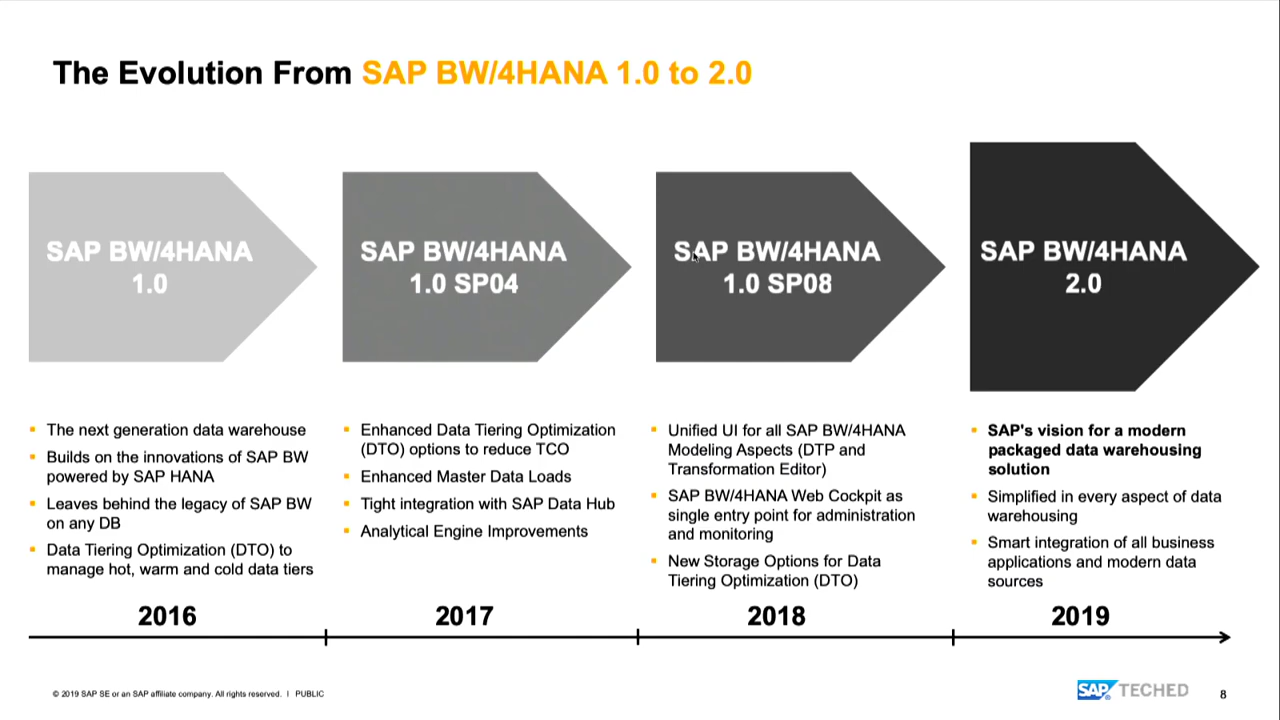 The Evolution From SAP BW/4HANA 1.0 to 2.0
SAP BW/4HANA
1.0
SAP BW/4HANA
1.0 SP04
SAP BW/4HANA
1.0 SP08
SAP BW/4HANA
2.0
▪ The next generation data warehouse
▪ Builds on the innovations of SAP BW
powered by SAP HANA
▪ Leaves behind the legacy of SAP BW
on any DB
▪ Data Tiering Optimization (DTO) to
manage hot, warm and cold data tiers
▪ Enhanced Data Tiering Optimization
(DTO) options to reduce TCO
▪ Enhanced Master Data Loads
▪ Tight integration with SAP Data Hub
▪ Analytical Engine Improvements
▪ Unified UI for all SAP BW/4HANA
Modeling Aspects (DTP and
Transformation Editor)
▪ SAP BW/4HANA Web Cockpit as
single entry point for administration
and monitoring
▪ New Storage Options for Data
Tiering Optimization (DTO)
▪ SAP's vision for a modern
packaged data warehousing
solution
▪ Simplified in every aspect of data
warehousing
▪ Smart integration of all business
applications and modern data
sources
2016
2017
2018
2019
© 2019 SAP SE or an SAP affiliate company. All rights reserved. | PUBLIC
SAP® TECHED
8